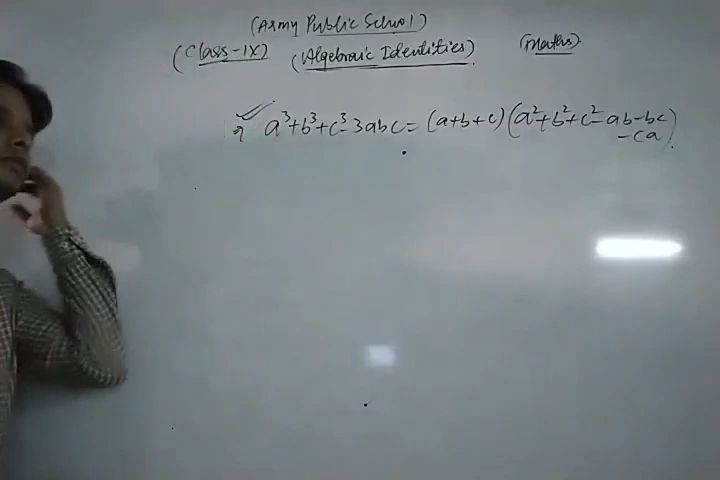 (Army Public School)
(Class-IX) (Algebraic Identities) (Maths)
a³+b³+c³-3abc = (a+b+c)(a²+b²+c²-ab-bc
-ca).